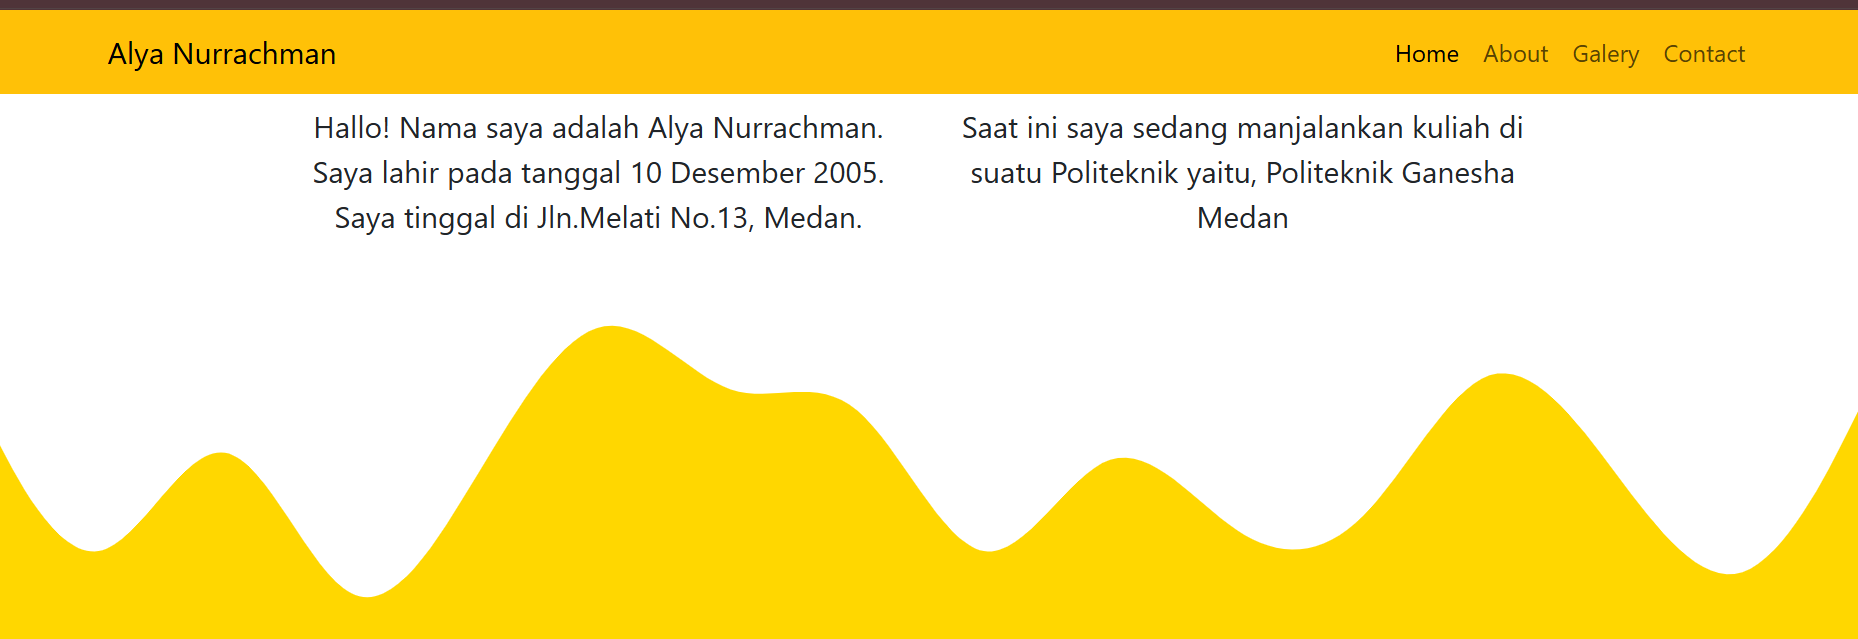 Alya Nurrachman
Home About Galery Contact
Hallo! Nama saya adalah Alya Nurrachman.
Saya lahir pada tanggal 10 Desember 2005.
Saya tinggal di Jln.Melati No.13, Medan.
Saat ini saya sedang manjalankan kuliah di
suatu Politeknik yaitu, Politeknik Ganesha
Medan